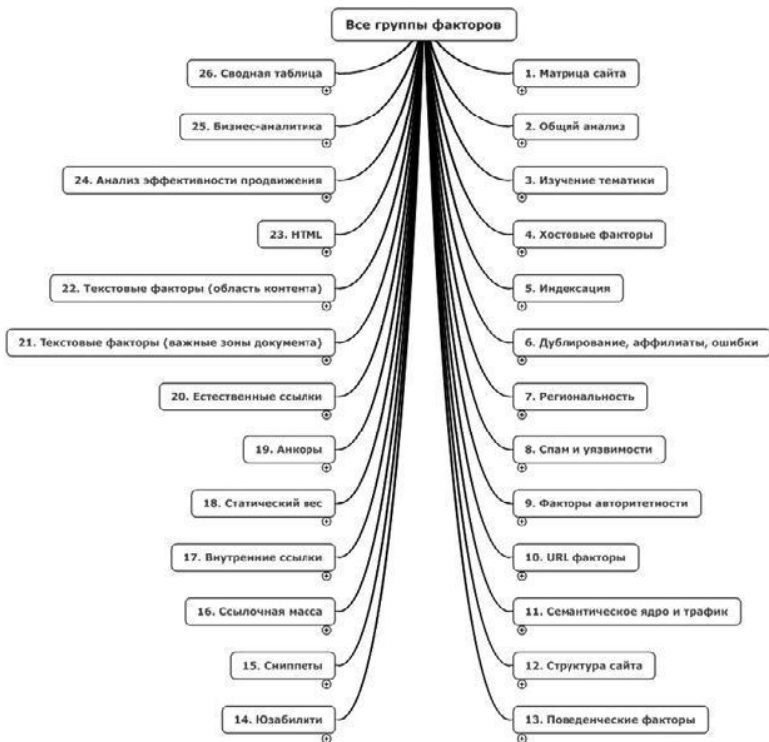 Все группы факторов
1. Матрица сайта
2. Общий анализ
3. Изучение тематики
4. Хостовые факторы
5. Индексация
6. Дублирование, аффилиаты, ошибки
7. Региональность
8. Спам и уязвимости
9. Факторы авторитетности
10. URL факторы
11. Семантическое ядро и трафик
12. Структура сайта
13. Поведенческие факторы
14. Юзабилити
15. Сниппеты
16. Ссылочная масса
17. Внутренние ссылки
18. Статический вес
19. Анкоры
20. Естественные ссылки
21. Текстовые факторы (важные зоны документа)
22. Текстовые факторы (область контента)
23. HTML
24. Анализ эффективности продвижения
25. Бизнес-аналитика
26. Сводная таблица